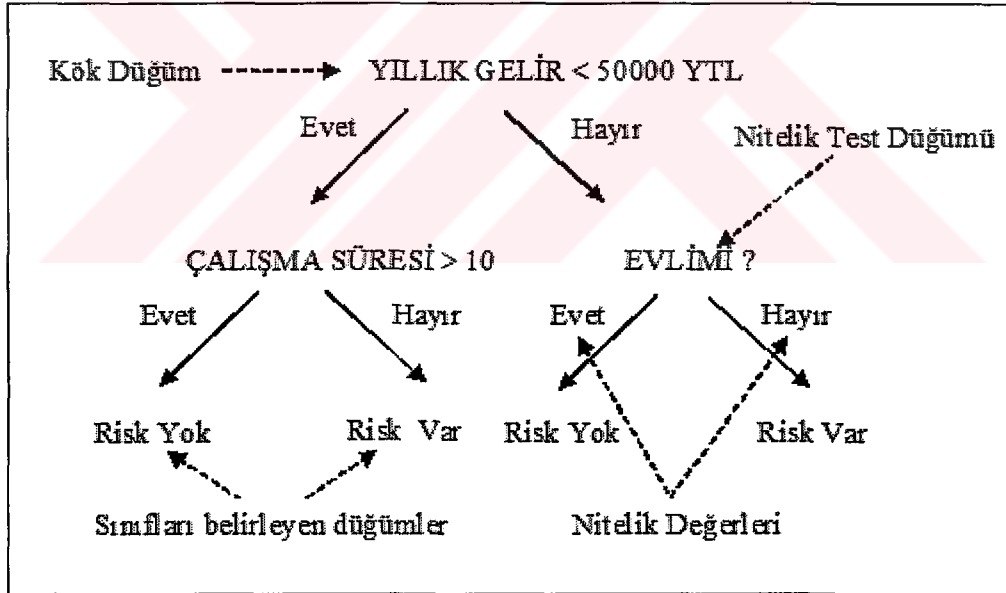 Kök Düğüm YILLIK GELİR < 50000 YTL
Evet Hayır
Nitelik Test Düğümü
ÇALIŞMA SÜRESİ > 10 EVLİMİ ?
Evet Hayır Evet Hayır
Risk Yok Risk Var Risk Yok Risk Var
Sınıfları belirleyen düğümler Nitelik Değerleri